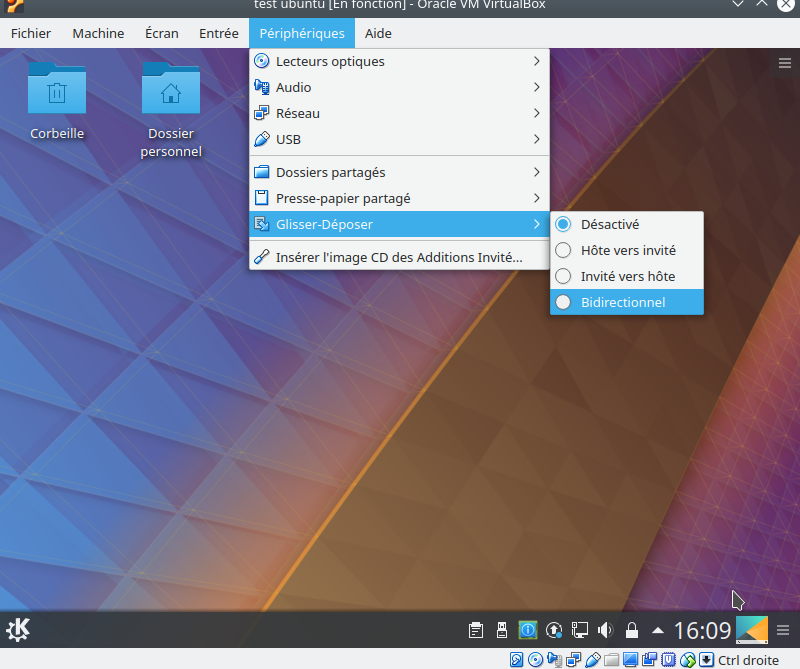 test ubuntu [En fonction] - Oracle VM VirtualBox
Fichier Machine Écran Entrée Périphériques Aide
Lecteurs optiques
Audio
Réseau
USB
Dossiers partagés
Presse-papier partagé
Glisser-Déposer
Insérer l'image CD des Additions Invité...
Désactivé
Hôte vers invité
Invité vers hôte
Bidirectionnel
Corbeille
Dossier
personnel
16:09
Ctrl droite